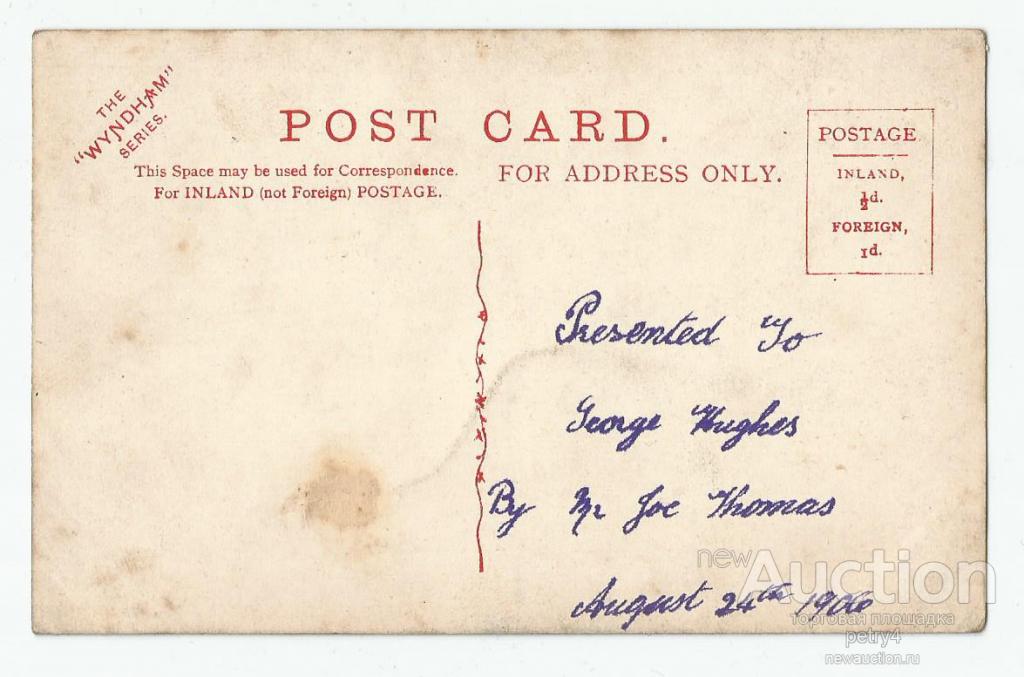 THE
"WYNDHAM"
SERIES.
POST CARD.
This Space may be used for Correspondence.
For INLAND (not Foreign) POSTAGE.
FOR ADDRESS ONLY.
POSTAGE
INLAND,
½d.
FOREIGN,
1d.
Presented To
George Hughes
By Mr Joe Thomas
August 24th 1906
newAuction
торговая площадка
petry4
newauction.ru